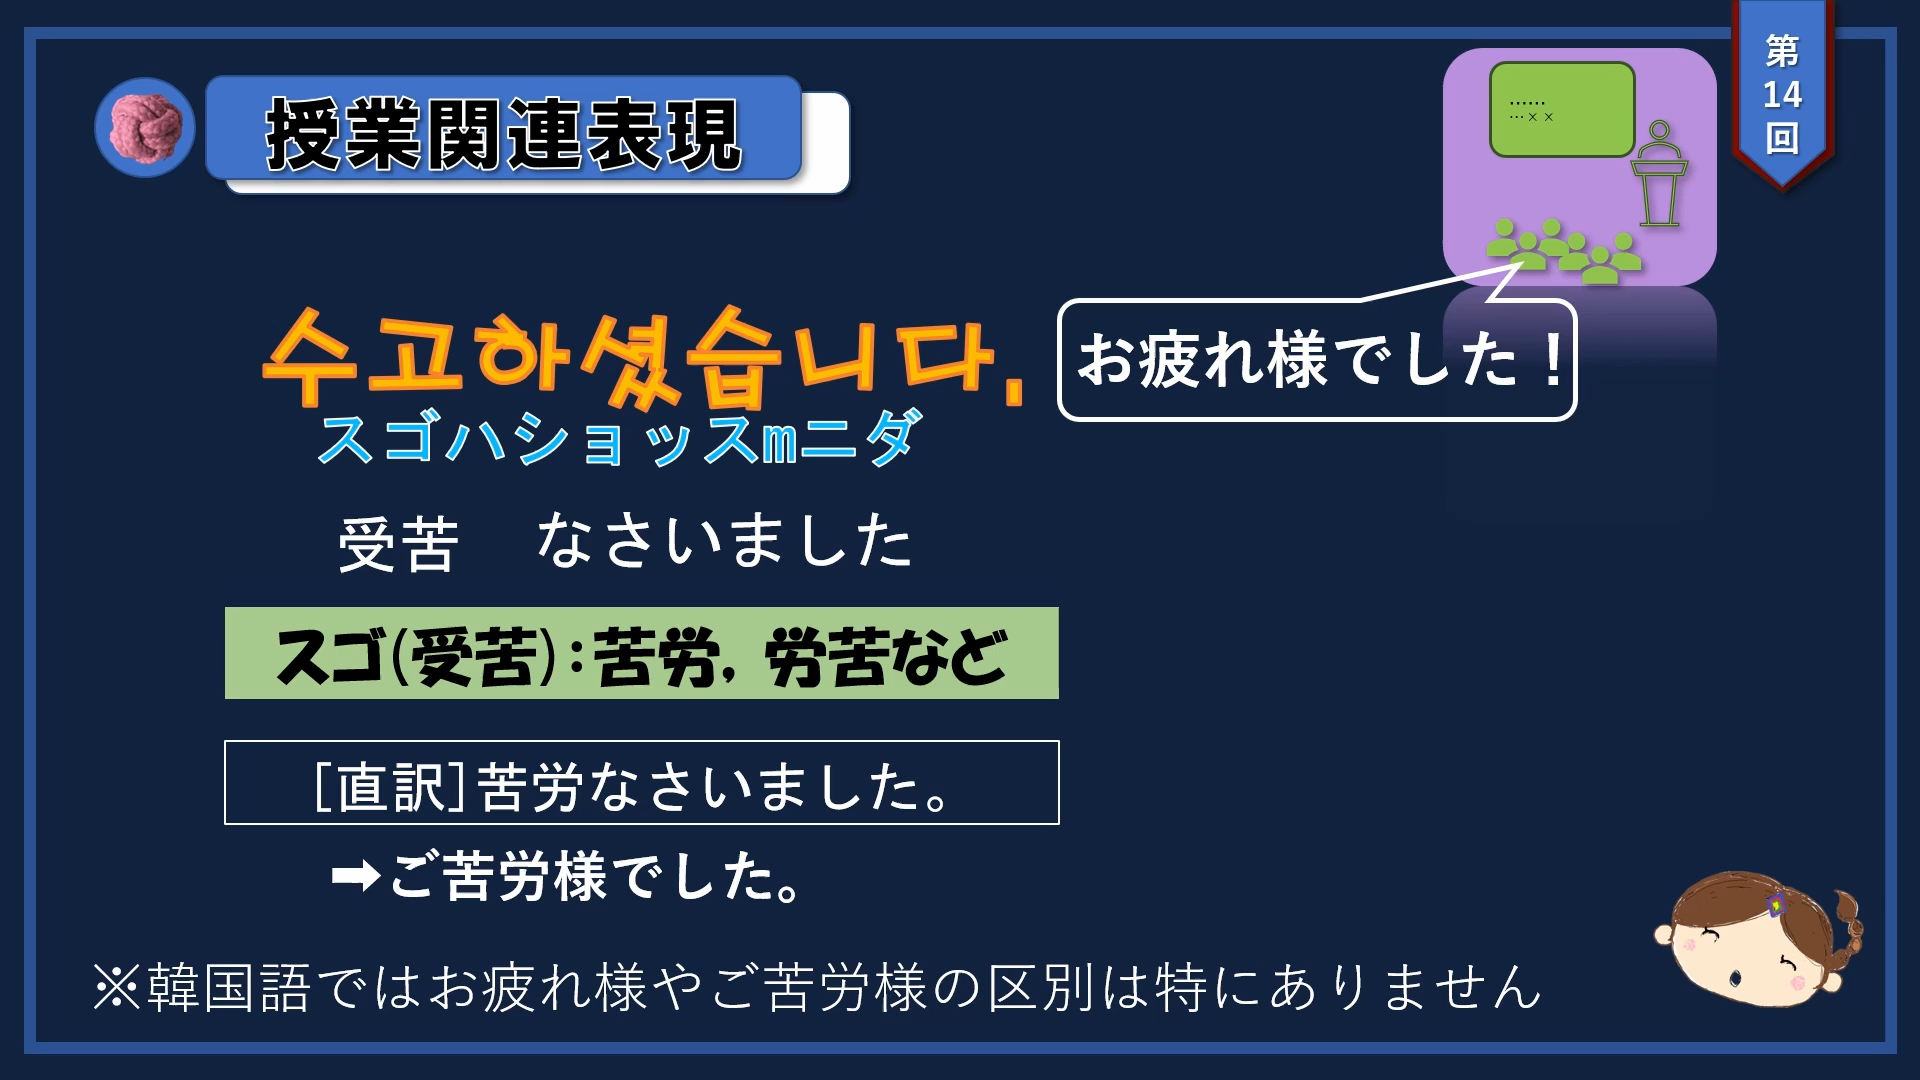 第
14
回
授業関連表現
……
…××
수고하셨습니다.
お疲れ様でした！
スゴハショッスmニダ
受苦　なさいました
スゴ(受苦):苦労, 労苦など
[直訳]苦労なさいました。
➡ご苦労様でした。
※韓国語ではお疲れ様やご苦労様の区別は特にありません